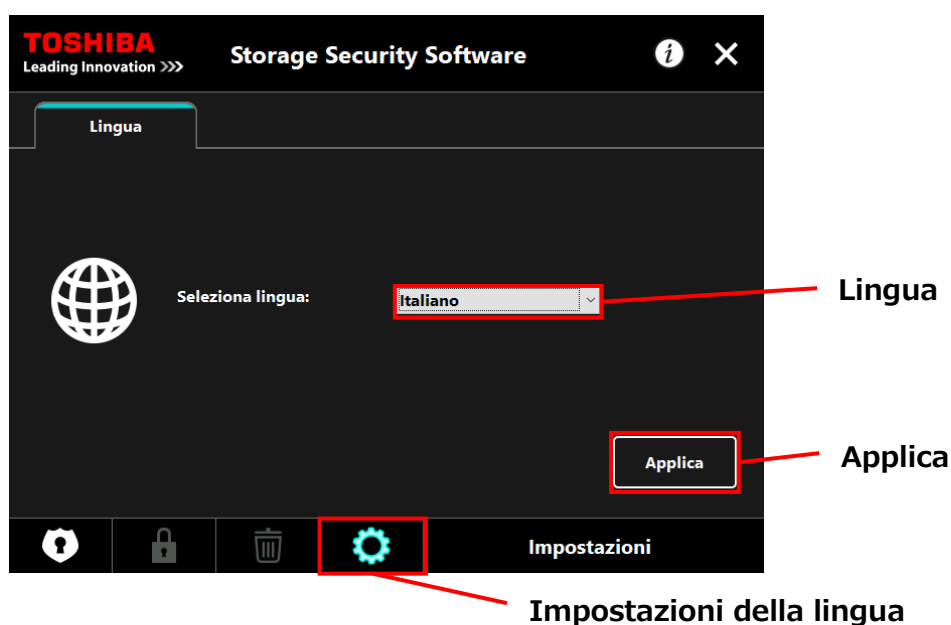 TOSHIBA
Leading Innovation >>>
Storage Security Software
i
Lingua
Seleziona lingua:
Italiano
Lingua
Applica
Applica
Impostazioni
Impostazioni della lingua